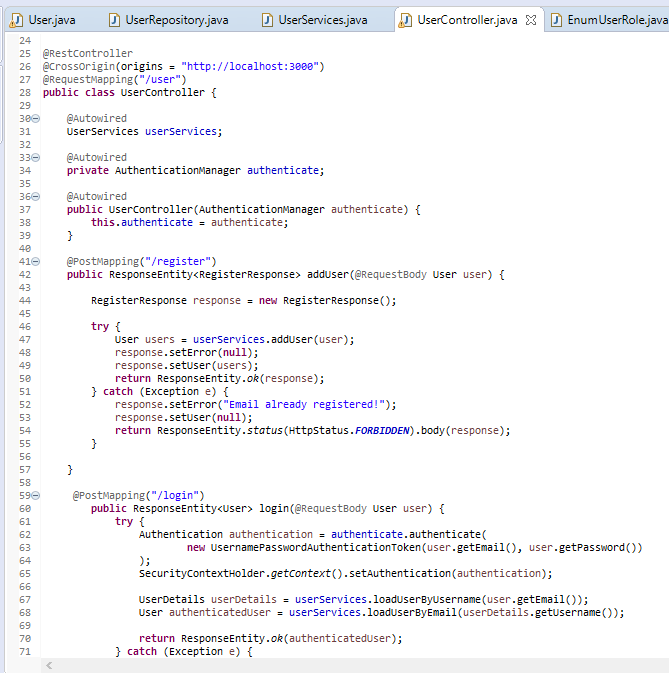 User.java UserRepository.java UserServices.java UserController.java EnumUserRole.java
24
25 @RestController
26 @CrossOrigin(origins = "http://localhost:3000")
27 @RequestMapping("/user")
28 public class UserController {
29
30 @Autowired
31 UserServices userServices;
32
33 @Autowired
34 private AuthenticationManager authenticate;
35
36 @Autowired
37 public UserController(AuthenticationManager authenticate) {
38 this.authenticate = authenticate;
39 }
40
41 @PostMapping("/register")
42 public ResponseEntity<RegisterResponse> addUser(@RequestBody User user) {
43
44 RegisterResponse response = new RegisterResponse();
45
46 try {
47 User users = userServices.addUser(user);
48 response.setError(null);
49 response.setUser(users);
50 return ResponseEntity.ok(response);
51 } catch (Exception e) {
52 response.setError("Email already registered!");
53 response.setUser(null);
54 return ResponseEntity.status(HttpStatus.FORBIDDEN).body(response);
55 }
56
57 }
58
59 @PostMapping("/login")
60 public ResponseEntity<User> login(@RequestBody User user) {
61 try {
62 Authentication authentication = authenticate.authenticate(
63 new UsernamePasswordAuthenticationToken(user.getEmail(), user.getPassword())
64 );
65 SecurityContextHolder.getContext().setAuthentication(authentication);
66
67 UserDetails userDetails = userServices.loadUserByUsername(user.getEmail());
68 User authenticatedUser = userServices.loadUserByEmail(userDetails.getUsername());
69
70 return ResponseEntity.ok(authenticatedUser);
71 } catch (Exception e) {